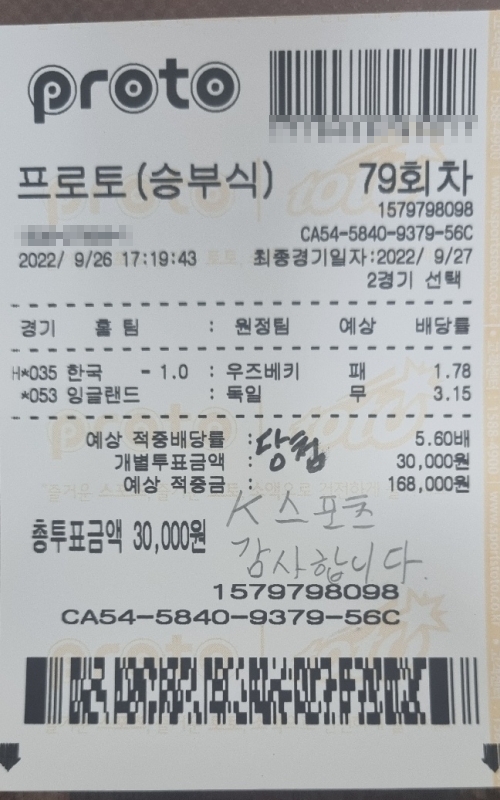 proto
프로토(승부식) 79회차
1579798098
CA54-5840-9379-56C
2022/ 9/26 17:19:43 최종경기일자:2022/ 9/27
2경기 선택
경기 홈 팀 : 원정팀 예상 배당률
H*035 한국 - 1.0 : 우즈베키 패 1.78
*053 잉글랜드 : 독일 무 3.15
예상 적중배당률 : 5.60배
당첨
개별투표금액 : 30,000원
예상 적중금 : 168,000원
K 스포츠
총투표금액 30,000원
감사합니다.
1579798098
CA54-5840-9379-56C